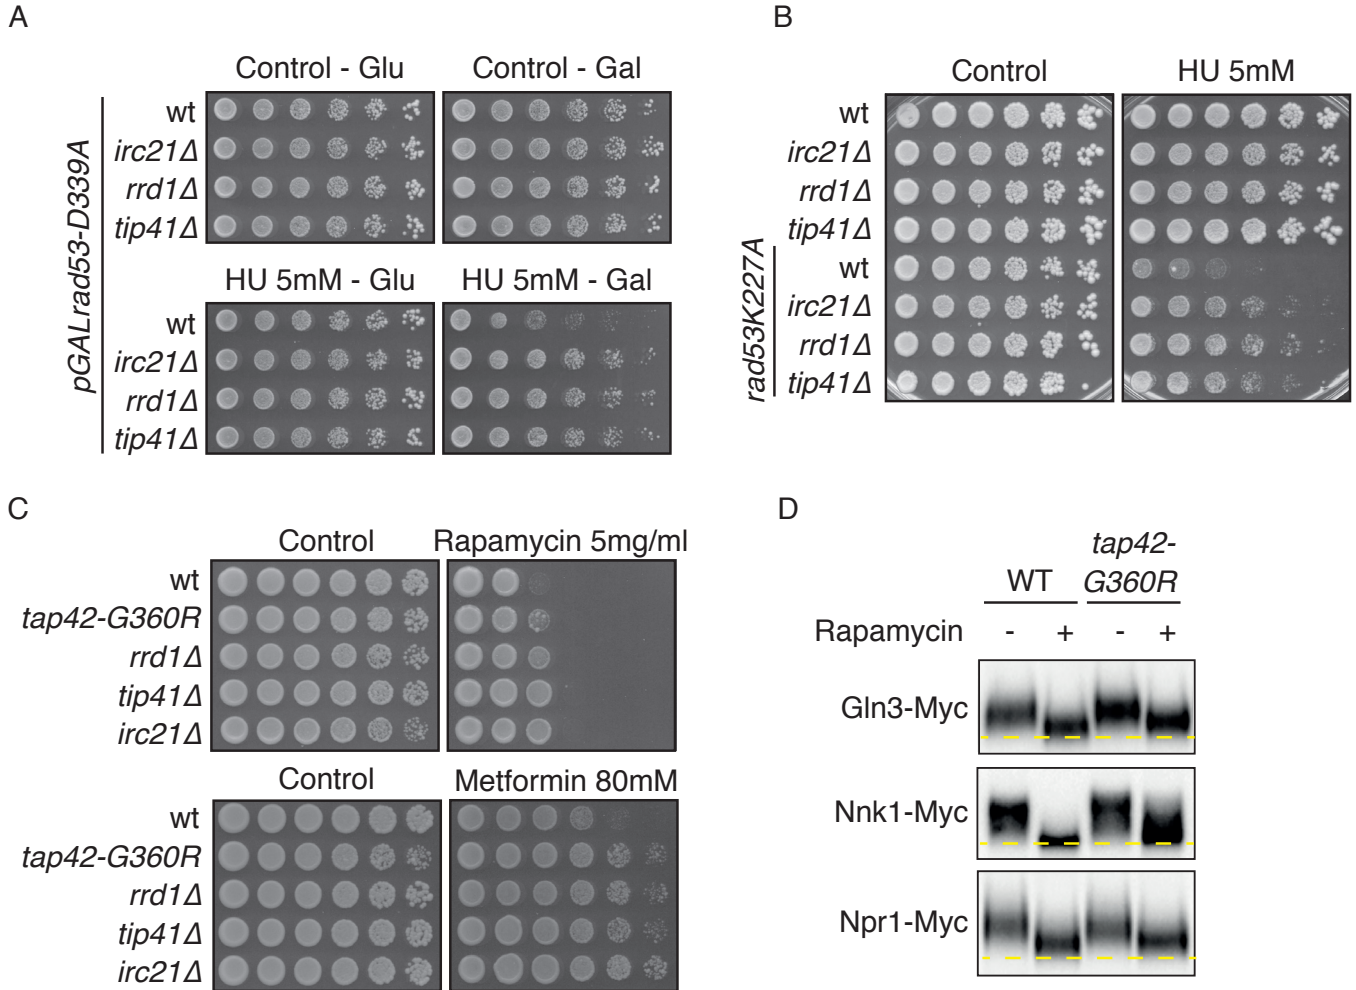 A
Control - Glu
Control - Gal
wt
irc21Δ
rrd1Δ
tip41Δ
pGALrad53-D339A
HU 5mM - Glu
HU 5mM - Gal
wt
irc21Δ
rrd1Δ
tip41Δ
B
Control
HU 5mM
wt
irc21Δ
rrd1Δ
tip41Δ
rad53K227A
wt
irc21Δ
rrd1Δ
tip41Δ
C
Control
Rapamycin 5mg/ml
wt
tap42-G360R
rrd1Δ
tip41Δ
irc21Δ
Control
Metformin 80mM
wt
tap42-G360R
rrd1Δ
tip41Δ
irc21Δ
D
WT
tap42-
G360R
Rapamycin - + - +
Gln3-Myc
Nnk1-Myc
Npr1-Myc